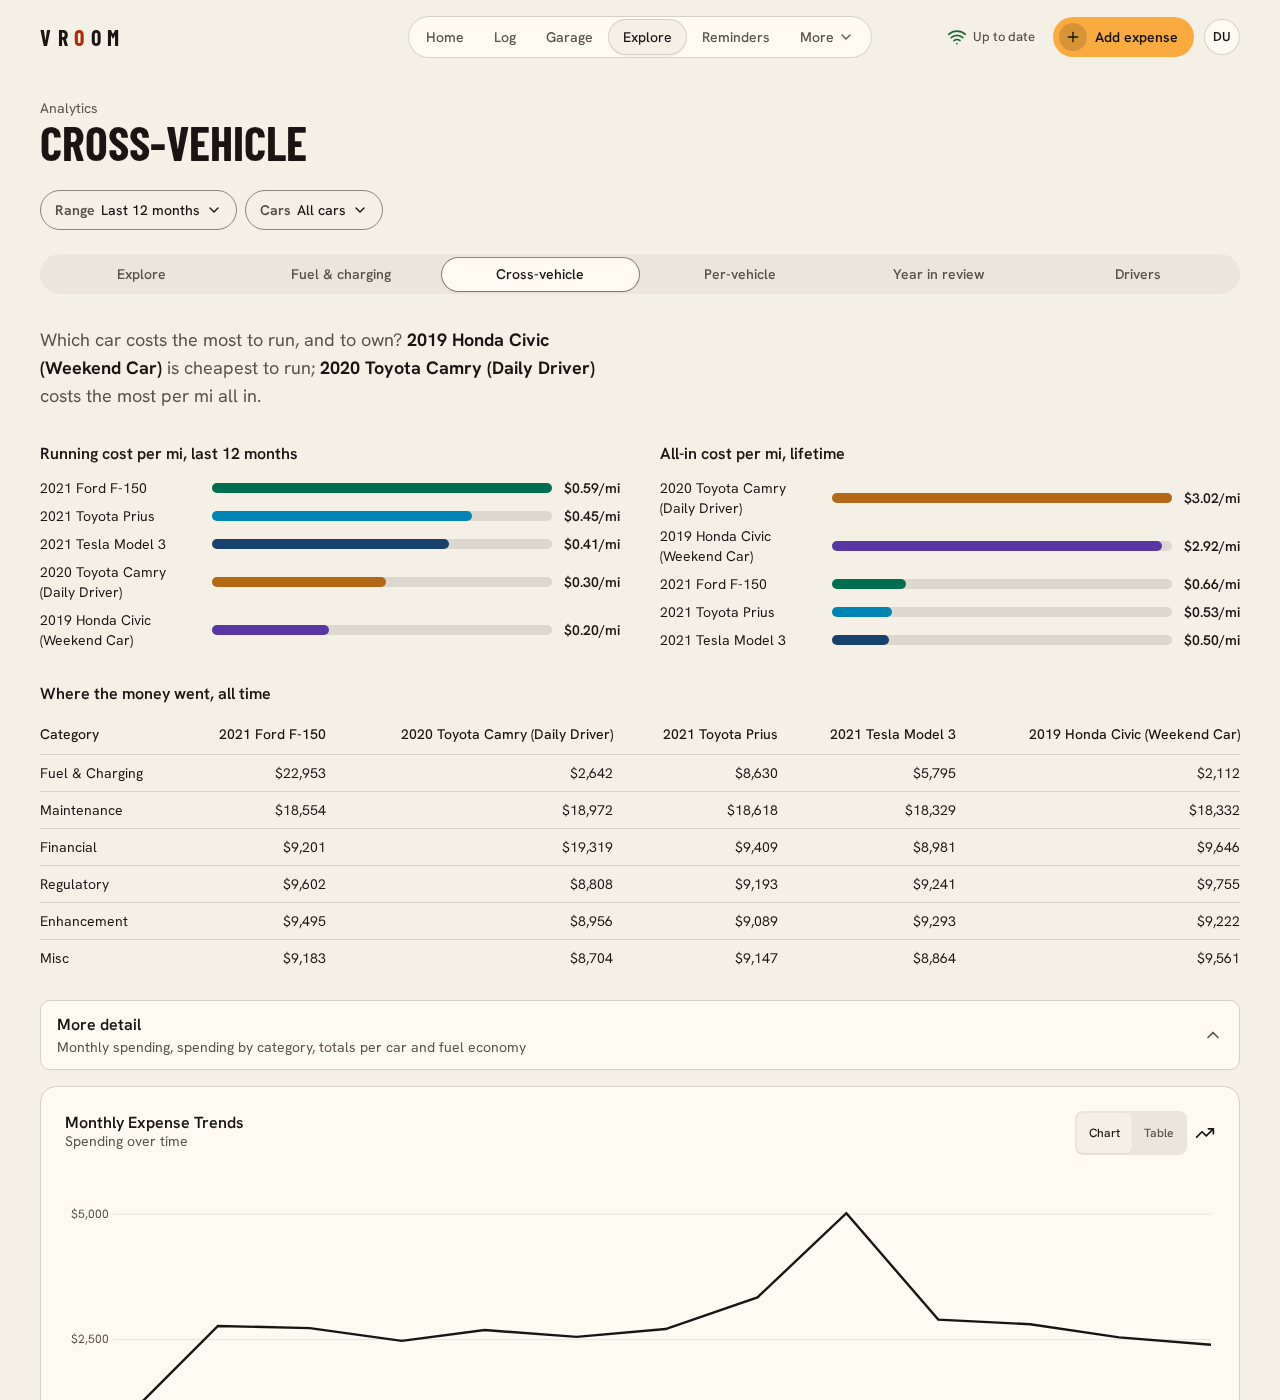 VROOM
Home Log Garage Explore Reminders More
Up to date
Add expense
DU
Analytics
CROSS-VEHICLE
Range Last 12 months
Cars All cars
Explore Fuel & charging Cross-vehicle Per-vehicle Year in review Drivers
Which car costs the most to run, and to own? 2019 Honda Civic
(Weekend Car) is cheapest to run; 2020 Toyota Camry (Daily Driver)
costs the most per mi all in.
Running cost per mi, last 12 months
2021 Ford F-150 $0.59/mi
2021 Toyota Prius $0.45/mi
2021 Tesla Model 3 $0.41/mi
2020 Toyota Camry
(Daily Driver) $0.30/mi
2019 Honda Civic
(Weekend Car) $0.20/mi
All-in cost per mi, lifetime
2020 Toyota Camry
(Daily Driver) $3.02/mi
2019 Honda Civic
(Weekend Car) $2.92/mi
2021 Ford F-150 $0.66/mi
2021 Toyota Prius $0.53/mi
2021 Tesla Model 3 $0.50/mi
Where the money went, all time
Category 2021 Ford F-150 2020 Toyota Camry (Daily Driver) 2021 Toyota Prius 2021 Tesla Model 3 2019 Honda Civic (Weekend Car)
Fuel & Charging $22,953 $2,642 $8,630 $5,795 $2,112
Maintenance $18,554 $18,972 $18,618 $18,329 $18,332
Financial $9,201 $19,319 $9,409 $8,981 $9,646
Regulatory $9,602 $8,808 $9,193 $9,241 $9,755
Enhancement $9,495 $8,956 $9,089 $9,293 $9,222
Misc $9,183 $8,704 $9,147 $8,864 $9,561
More detail
Monthly spending, spending by category, totals per car and fuel economy
Monthly Expense Trends
Spending over time
Chart Table
$5,000
$2,500